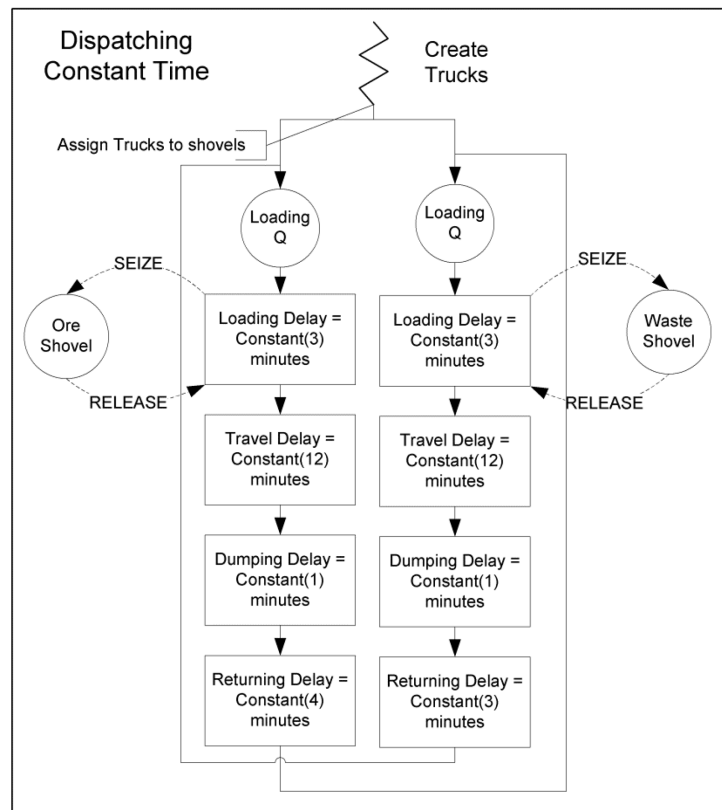 Dispatching
Constant Time
Create
Trucks
Assign Trucks to shovels
Loading
Q
Loading
Q
SEIZE
SEIZE
Ore
Shovel
Loading Delay =
Constant(3)
minutes
Loading Delay =
Constant(3)
minutes
Waste
Shovel
RELEASE
RELEASE
Travel Delay =
Constant(12)
minutes
Travel Delay =
Constant(12)
minutes
Dumping Delay =
Constant(1)
minutes
Dumping Delay =
Constant(1)
minutes
Returning Delay =
Constant(4)
minutes
Returning Delay =
Constant(3)
minutes